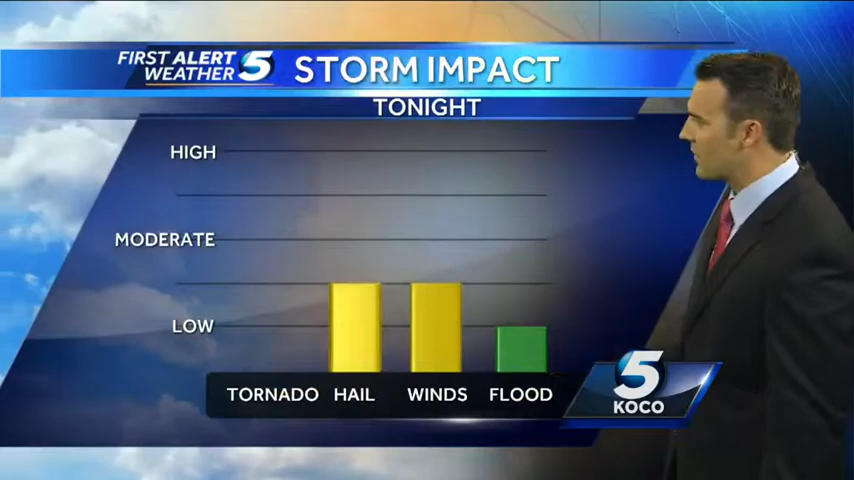 FIRST ALERT
WEATHER 5
STORM IMPACT
TONIGHT
HIGH
MODERATE
LOW
TORNADO HAIL WINDS FLOOD
5
KOCO